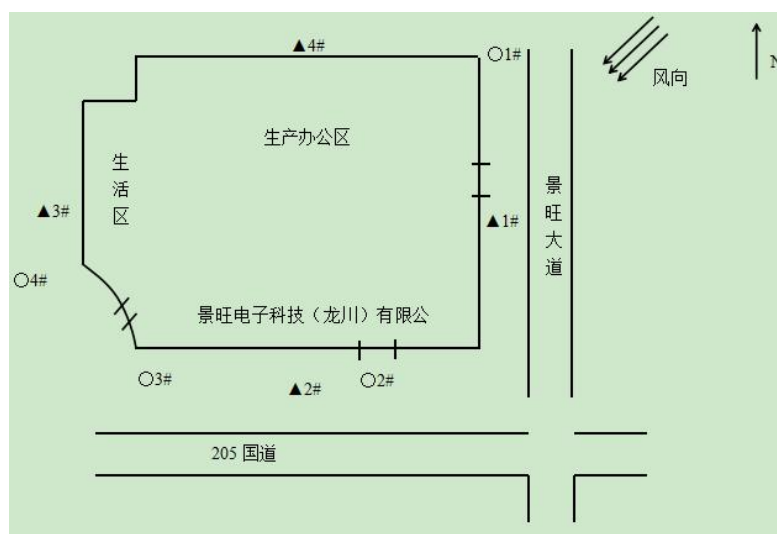 ▲4#
○1#
N
风向
生产办公区
生活区
▲3#
▲1#
景旺大道
○4#
景旺电子科技（龙川）有限公
○3#
▲2#
○2#
205 国道